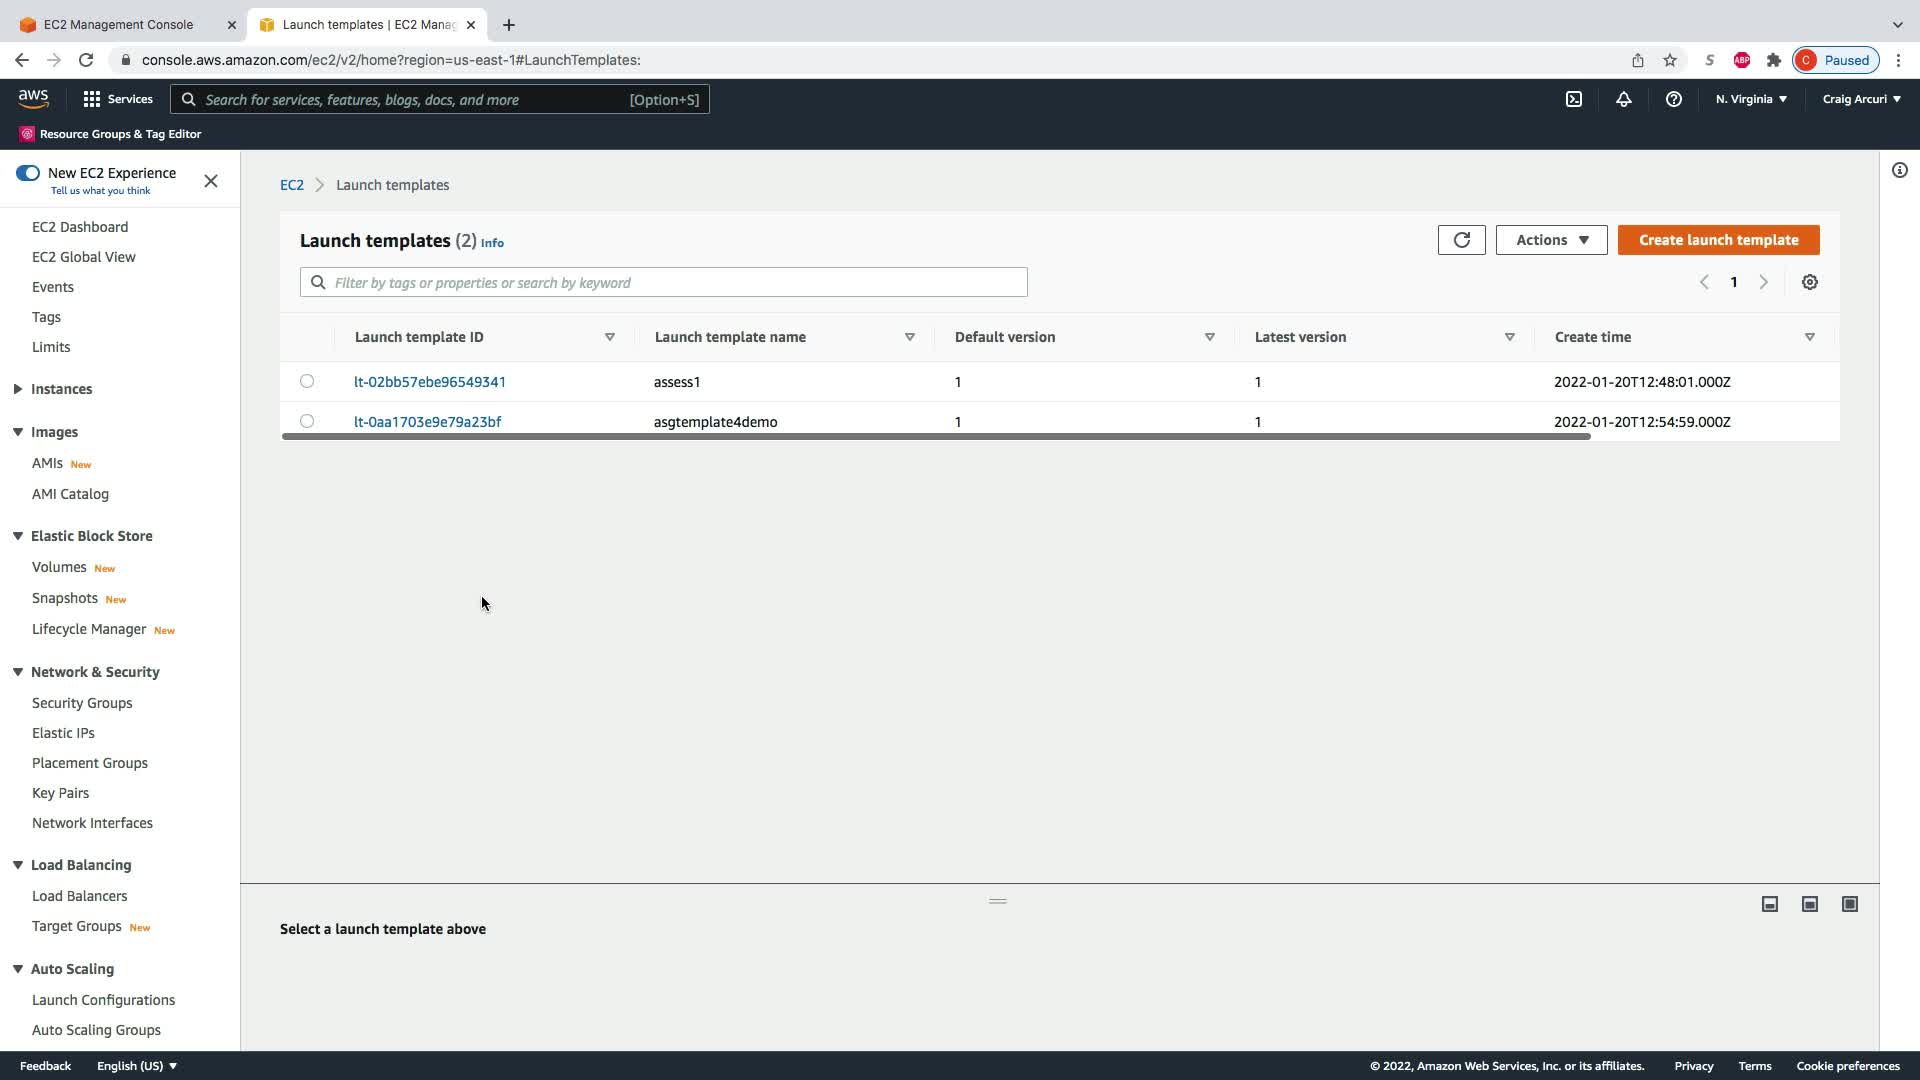 EC2 Management Console
Launch templates | EC2 Manag
console.aws.amazon.com/ec2/v2/home?region=us-east-1#LaunchTemplates:
S
ABP
C
Paused
aws
Services
Search for services, features, blogs, docs, and more
[Option+S]
N. Virginia
Craig Arcuri
Resource Groups & Tag Editor
New EC2 Experience
Tell us what you think
EC2 Dashboard
EC2 Global View
Events
Tags
Limits
Instances
Images
AMIs New
AMI Catalog
Elastic Block Store
Volumes New
Snapshots New
Lifecycle Manager New
Network & Security
Security Groups
Elastic IPs
Placement Groups
Key Pairs
Network Interfaces
Load Balancing
Load Balancers
Target Groups New
Auto Scaling
Launch Configurations
Auto Scaling Groups
EC2 > Launch templates
Launch templates (2) Info
Actions
Create launch template
Filter by tags or properties or search by keyword
1
Launch template ID Launch template name Default version Latest version Create time
lt-02bb57ebe96549341 assess1 1 1 2022-01-20T12:48:01.000Z
lt-0aa1703e9e79a23bf asgtemplate4demo 1 1 2022-01-20T12:54:59.000Z
Select a launch template above
Feedback
English (US)
© 2022, Amazon Web Services, Inc. or its affiliates.
Privacy
Terms
Cookie preferences